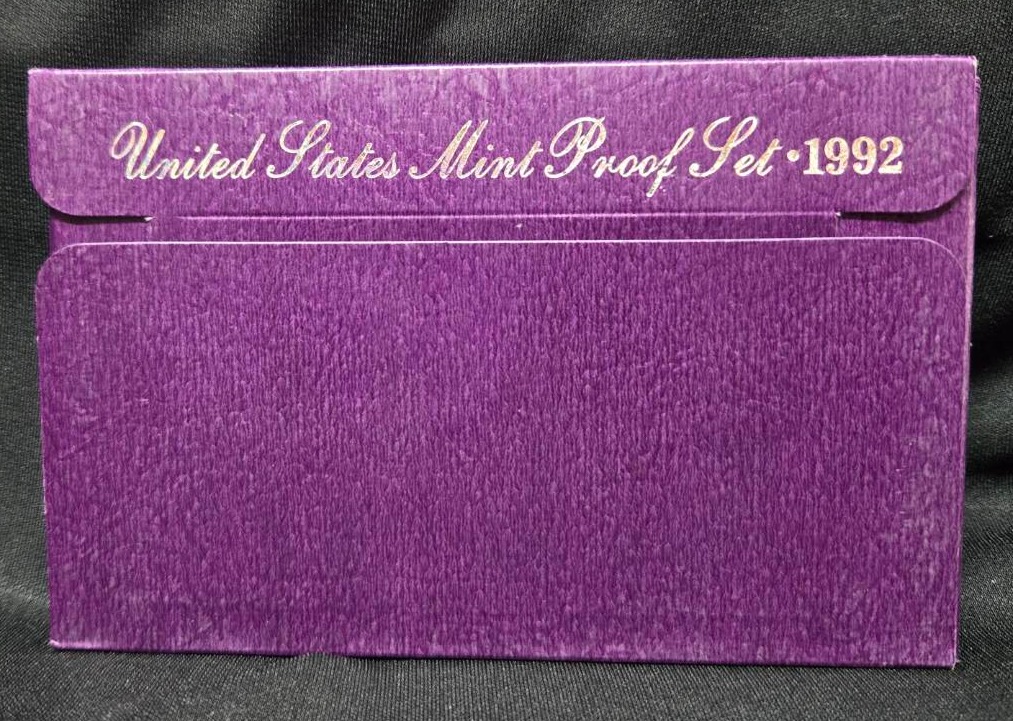 United States Mint Proof Set • 1992